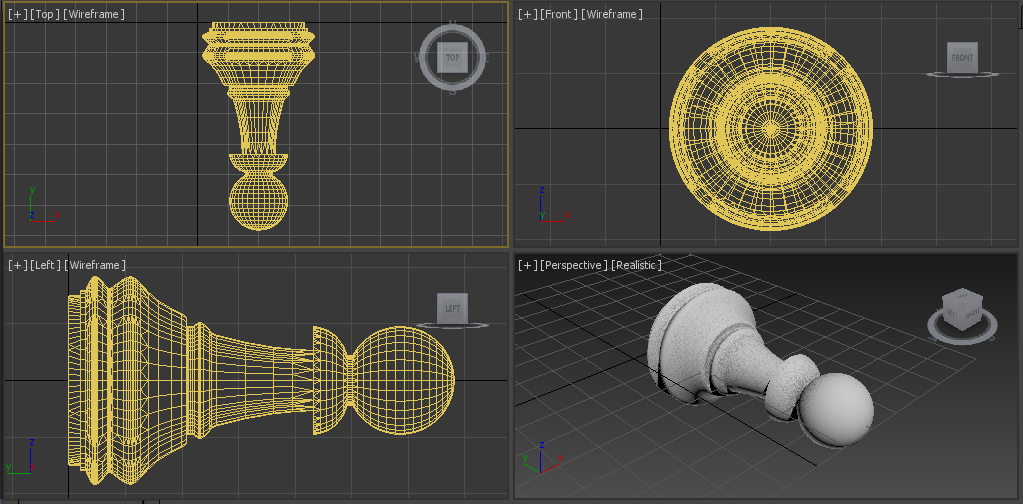 [+] [Top] [Wireframe]
TOP
y
z x
[+] [Front] [Wireframe]
FRONT
z
y x
[+] [Left] [Wireframe]
LEFT
z
y
[+] [Perspective] [Realistic]
z
y x